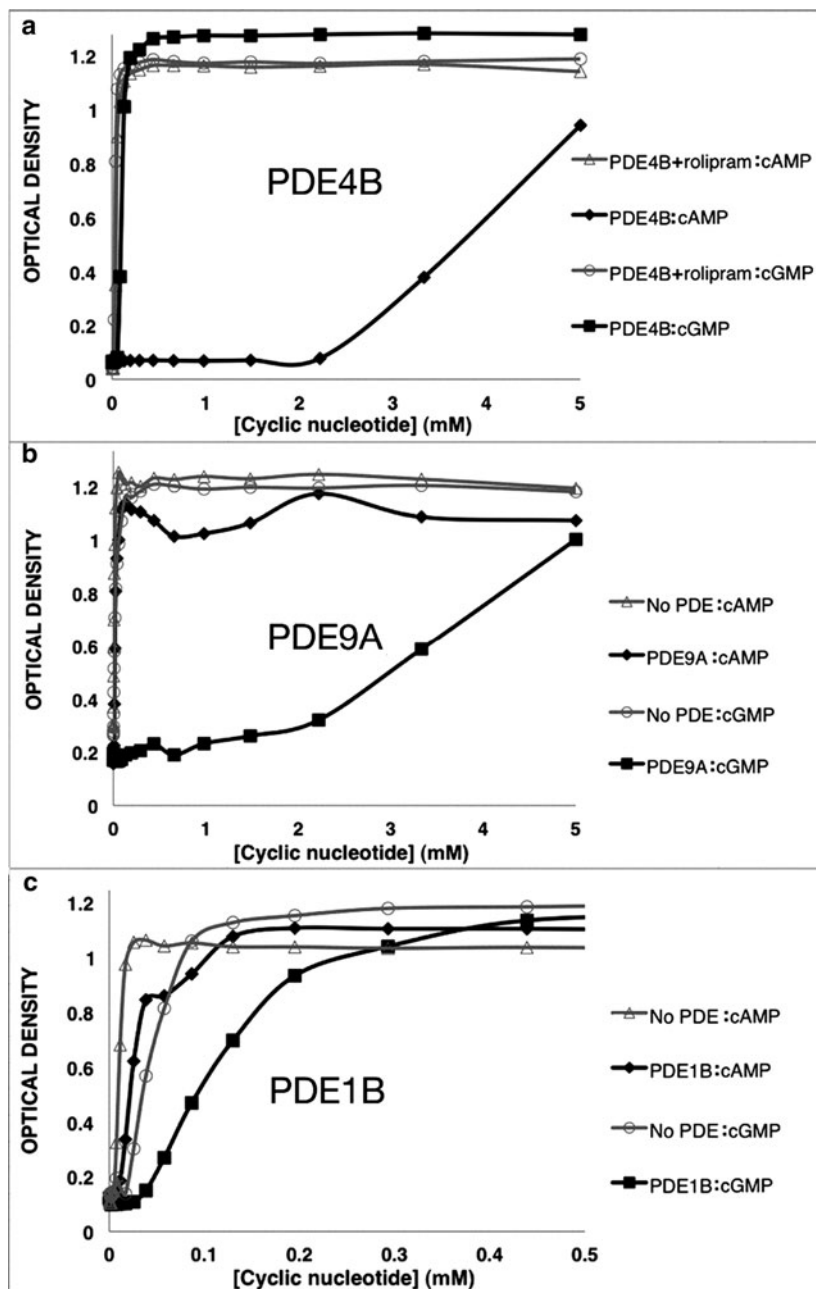 a
1.2
1
0.8
0.6
0.4
0.2
0
OPTICAL DENSITY
PDE4B
PDE4B+rolipram:cAMP
PDE4B:cAMP
PDE4B+rolipram:cGMP
PDE4B:cGMP
0 1 2 3 4 5
[Cyclic nucleotide] (mM)
b
1.2
1
0.8
0.6
0.4
0.2
0
OPTICAL DENSITY
PDE9A
No PDE:cAMP
PDE9A:cAMP
No PDE:cGMP
PDE9A:cGMP
0 1 2 3 4 5
[Cyclic nucleotide] (mM)
c
1.2
1
0.8
0.6
0.4
0.2
0
OPTICAL DENSITY
PDE1B
No PDE:cAMP
PDE1B:cAMP
No PDE:cGMP
PDE1B:cGMP
0 0.1 0.2 0.3 0.4 0.5
[Cyclic nucleotide] (mM)